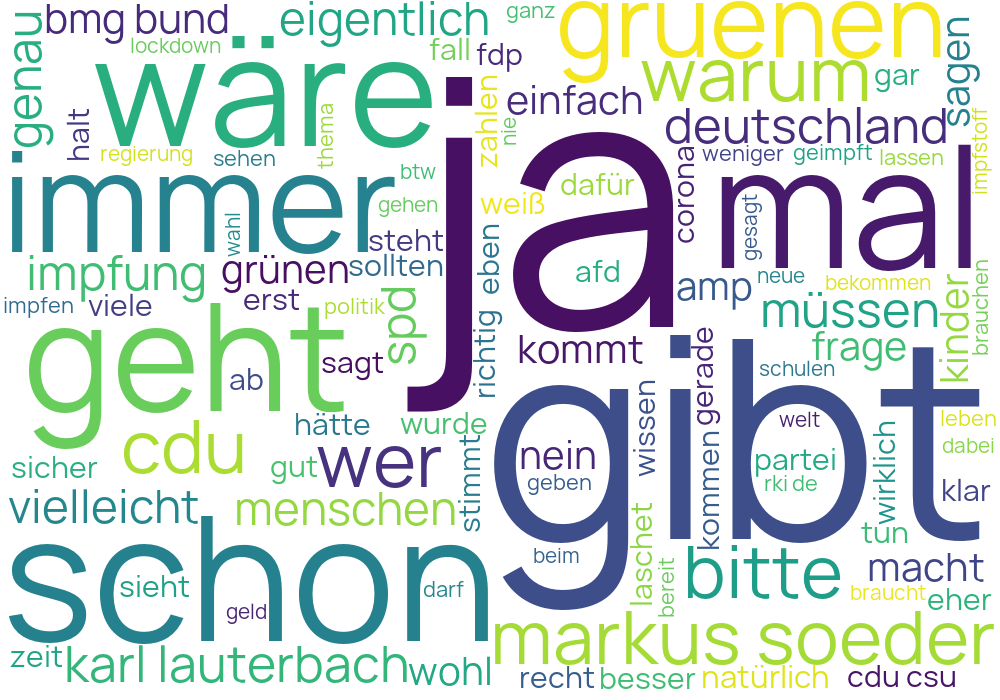 bmg bund
eigentlich
ganz
gruenen
genau
lockdown
fall
fdp
wäre
warum
gar
sagen
halt
zahlen
einfach
deutschland
nie
thema
regierung
sehen
btw
immer
ja
mal
weniger
geimpft
lassen
impfstoff
corona
dafür
weiß
gehen
wahl
gesagt
steht
eben
impfung
grünen
sollten
afd
amp
neue
bekommen
brauchen
kinder
impfen
viele
erst
politik
spd
müssen
geht
richtig
kommt
gerade
frage
sagt
ab
gibt
schulen
hätte
wurde
wissen
welt
leben
cdu
wer
nein
partei
dabei
sicher
gut
stimmt
geben
kommen
rki de
wirklich
klar
vielleicht
menschen
laschet
tun
schon
beim
bereit
bitte
macht
sieht
darf
geld
braucht
eher
markus soeder
zeit
karl lauterbach
wohl
recht
besser
natürlich
cdu csu